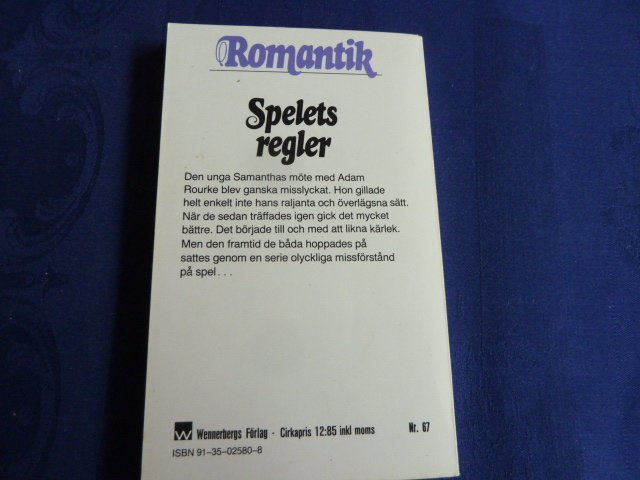 Romantik
Spelets
regler
Den unga Samanthas möte med Adam
Rourke blev ganska misslyckat. Hon gillade
helt enkelt inte hans raljanta och överlägsna sätt.
När de sedan träffades igen gick det mycket
bättre. Det började till och med att likna kärlek.
Men den framtid de båda hoppades på
sattes genom en serie olyckliga missförstånd
på spel . . .
W Wennerbergs Förlag · Cirkapris 12:85 inkl moms Nr. 67
ISBN 91-35-02580-8